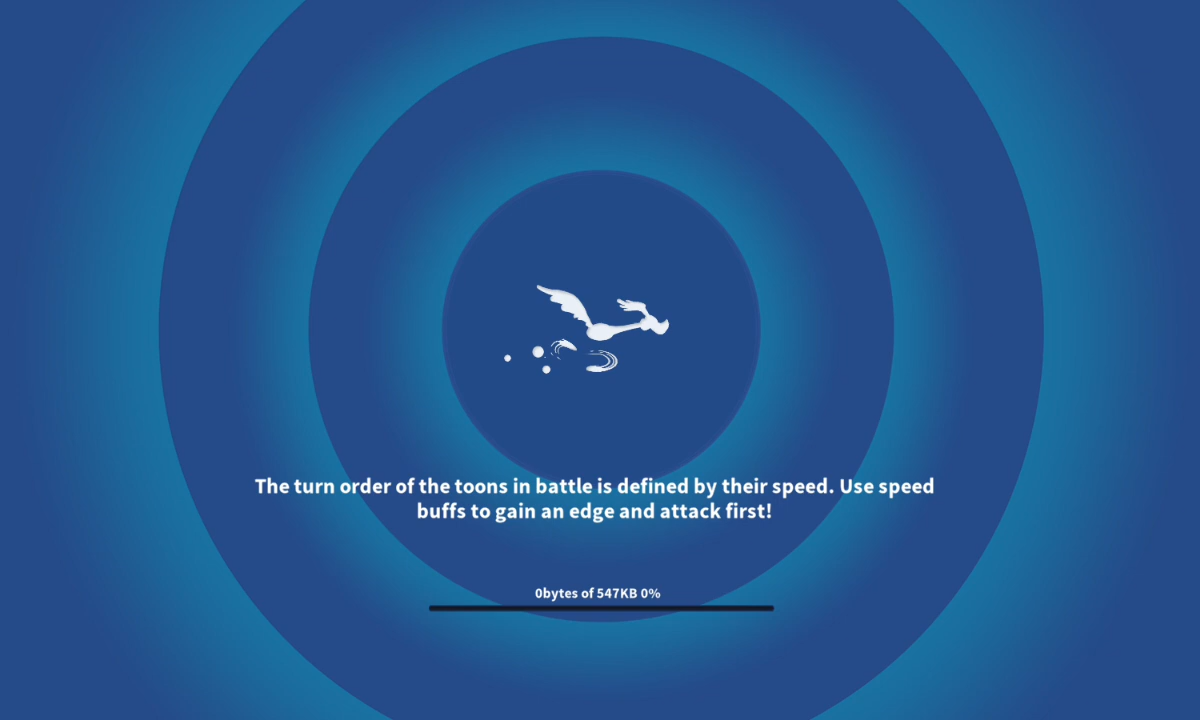 The turn order of the toons in battle is defined by their speed. Use speed
buffs to gain an edge and attack first!
0bytes of 547KB 0%